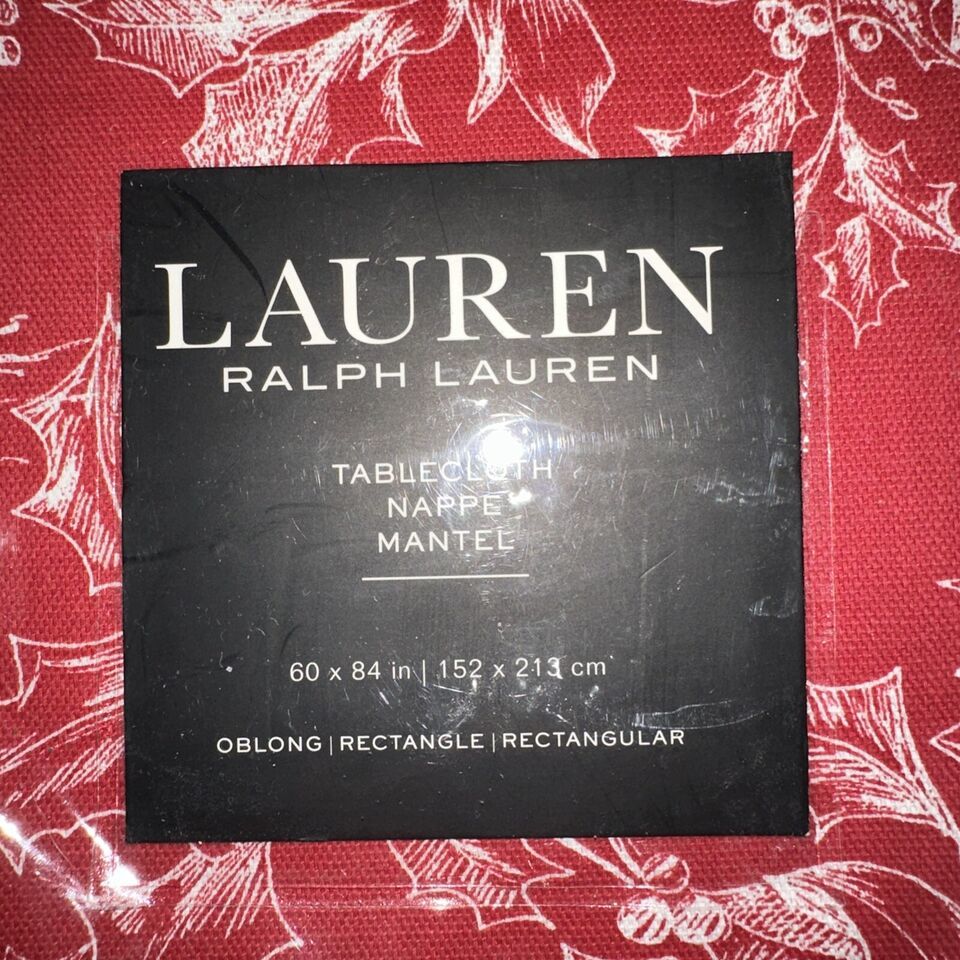 LAUREN
RALPH LAUREN
TABLECLOTH
NAPPE
MANTEL
60 x 84 in | 152 x 213 cm
OBLONG | RECTANGLE | RECTANGULAR